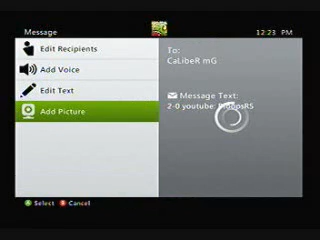 Message
12:23 PM
Edit Recipients
Add Voice
Edit Text
Add Picture
To:
CaLibeR mG
Message Text:
2-0 youtube:
Select
Cancel